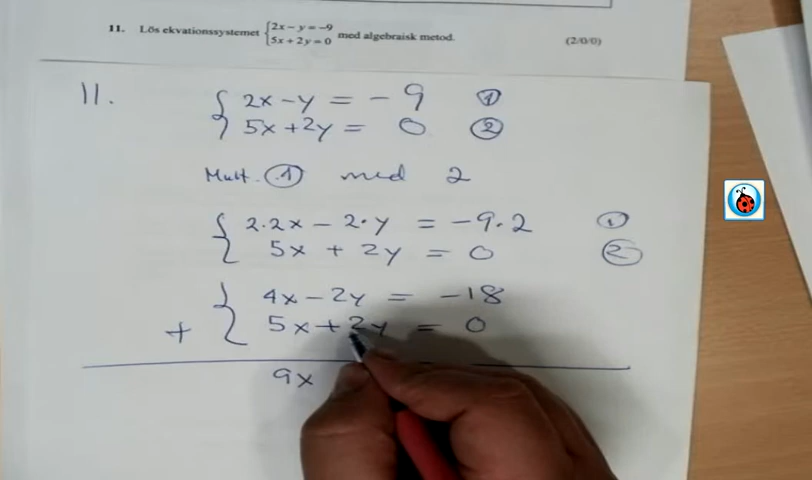 11. Lös ekvationssystemet {2x − y = −9 med algebraisk metod. (2/0/0)
5x + 2y = 0
11. {2x − y = − 9 ①
5x + 2y = 0 ②
Mult. ① med 2
{2·2x − 2·y = −9·2 ①
5x + 2y = 0 ②
{4x − 2y = −18
+ 5x + 2y = 0
9x